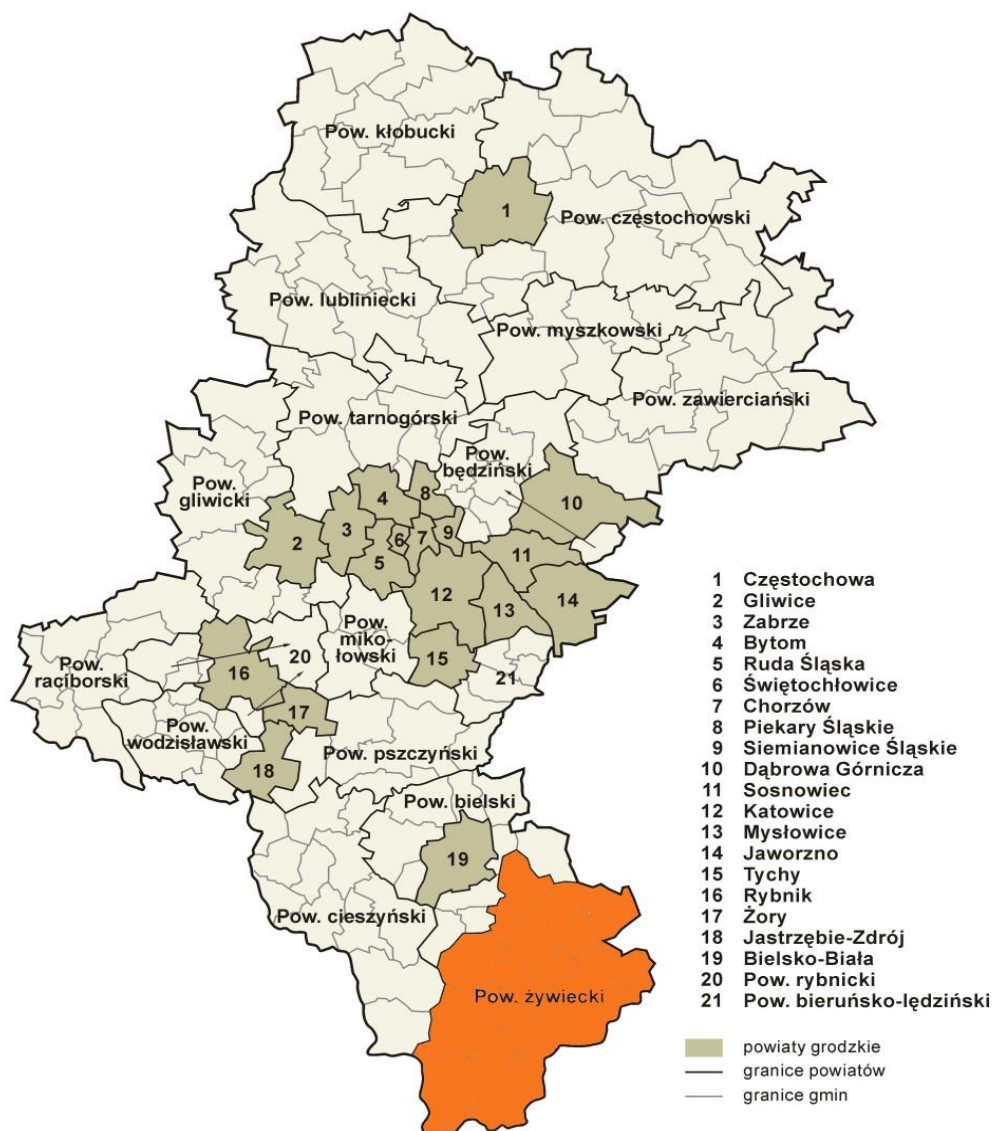 Pow. kłobucki
1
Pow. częstochowski
Pow. lubliniecki
Pow. myszkowski
Pow. zawierciański
Pow. tarnogórski
Pow.
będziński
Pow.
gliwicki
8
4
10
2
3
6
7
9
5
11
12
13
14
Pow.
miko-
łowski
20
15
21
Pow.
raciborski
16
17
Pow.
wodzisławski
18
Pow. pszczyński
Pow. bielski
19
Pow. cieszyński
Pow. żywiecki
1 Częstochowa
2 Gliwice
3 Zabrze
4 Bytom
5 Ruda Śląska
6 Świętochłowice
7 Chorzów
8 Piekary Śląskie
9 Siemianowice Śląskie
10 Dąbrowa Górnicza
11 Sosnowiec
12 Katowice
13 Mysłowice
14 Jaworzno
15 Tychy
16 Rybnik
17 Żory
18 Jastrzębie-Zdrój
19 Bielsko-Biała
20 Pow. rybnicki
21 Pow. bieruńsko-lędziński
powiaty grodzkie
granice powiatów
granice gmin